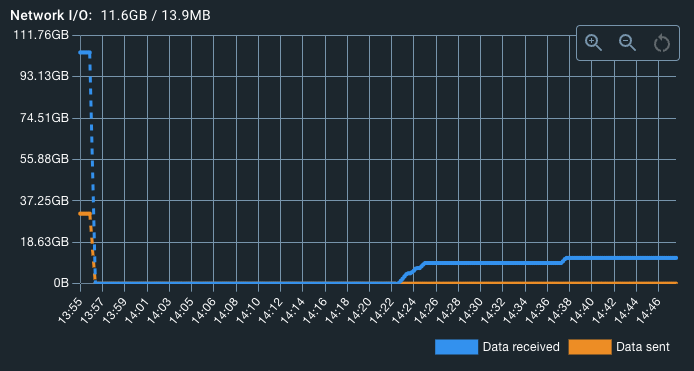 Network I/O: 11.6GB / 13.9MB
111.76GB
93.13GB
74.51GB
55.88GB
37.25GB
18.63GB
0B
13:55 13:57 13:59 14:01 14:03 14:05 14:06 14:08 14:10 14:12 14:14 14:16 14:18 14:20 14:22 14:24 14:26 14:28 14:30 14:32 14:34 14:36 14:38 14:40 14:42 14:44 14:46
Data received Data sent